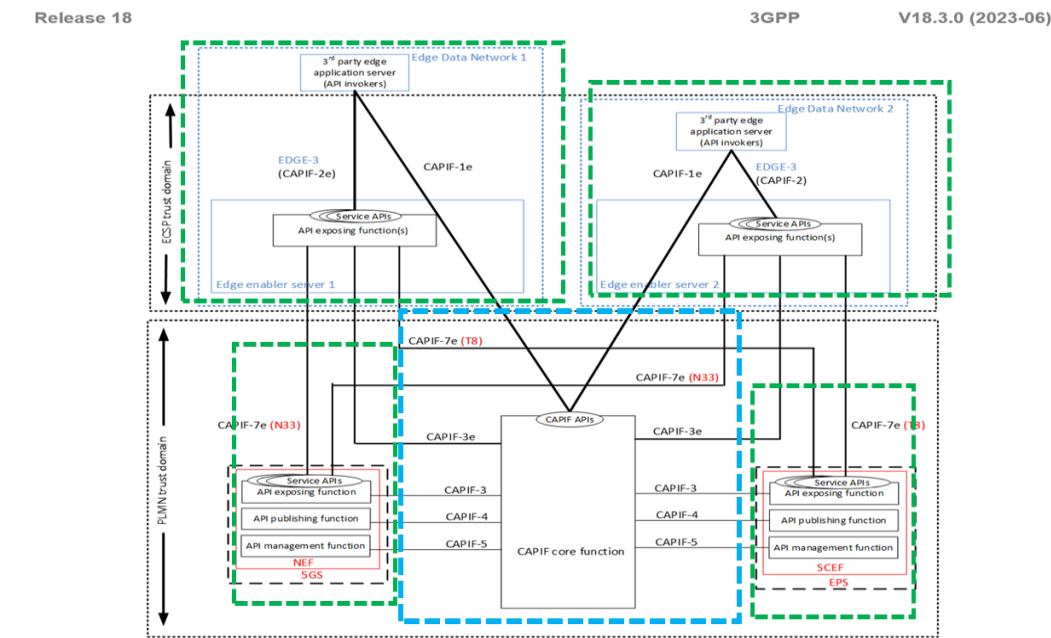 Release 18
3GPP
V18.3.0 (2023-06)
3rd party edge
application server
(API invokers)
Edge Data Network 1
Edge Data Network 2
3rd party edge
application server
(API invokers)
ECSP trust domain
EDGE-3
(CAPIF-2e)
CAPIF-1e
CAPIF-1e
EDGE-3
(CAPIF-2)
Service APIs
API exposing function(s)
Service APIs
API exposing function(s)
Edge enabler server 1
Edge enabler server 2
PLMN trust domain
CAPIF-7e (T8)
CAPIF-7e (N33)
CAPIF-7e (N33)
CAPIF APIs
CAPIF-7e (T8)
CAPIF-3e
CAPIF-3e
Service APIs
API exposing function
API publishing function
API management function
NEF
5GS
CAPIF-3
CAPIF-4
CAPIF-5
CAPIF core function
CAPIF-3
CAPIF-4
CAPIF-5
Service APIs
API exposing function
API publishing function
API management function
SCEF
EPS